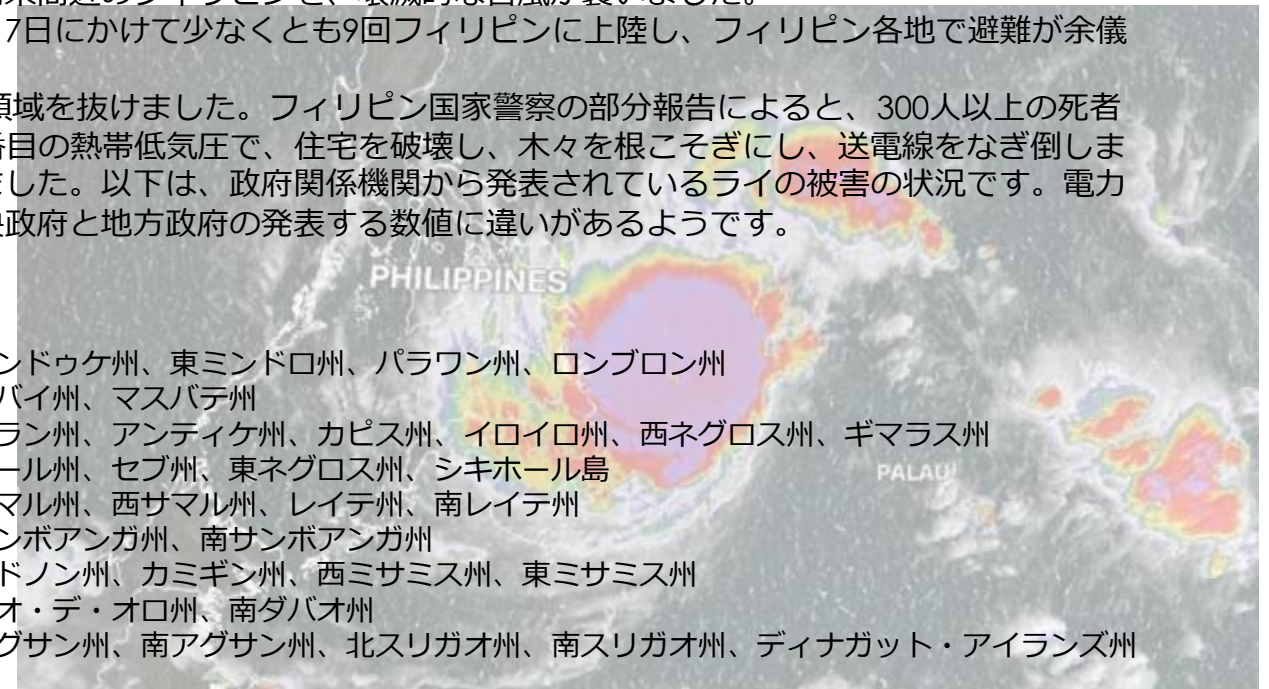 7日にかけて少なくとも9回フィリピンに上陸し、フィリピン各地で避難が余儀
領域を抜けました。フィリピン国家警察の部分報告によると、300人以上の死者
番目の熱帯低気圧で、住宅を破壊し、木々を根こそぎにし、送電線をなぎ倒しま
ました。以下は、政府関係機関から発表されているライの被害の状況です。電力
政府と地方政府の発表する数値に違いがあるようです。
PHILIPPINES
ンドゥケ州、東ミンドロ州、パラワン州、ロンブロン州
バイ州、マスバテ州
ラン州、アンティケ州、カピス州、イロイロ州、西ネグロス州、ギマラス州
ール州、セブ州、東ネグロス州、シキホール島
PALAU
マル州、西サマル州、レイテ州、南レイテ州
ンボアンガ州、南サンボアンガ州
ドノン州、カミギン州、西ミサミス州、東ミサミス州
オ・デ・オロ州、南ダバオ州
グサン州、南アグサン州、北スリガオ州、南スリガオ州、ディナガット・アイランズ州